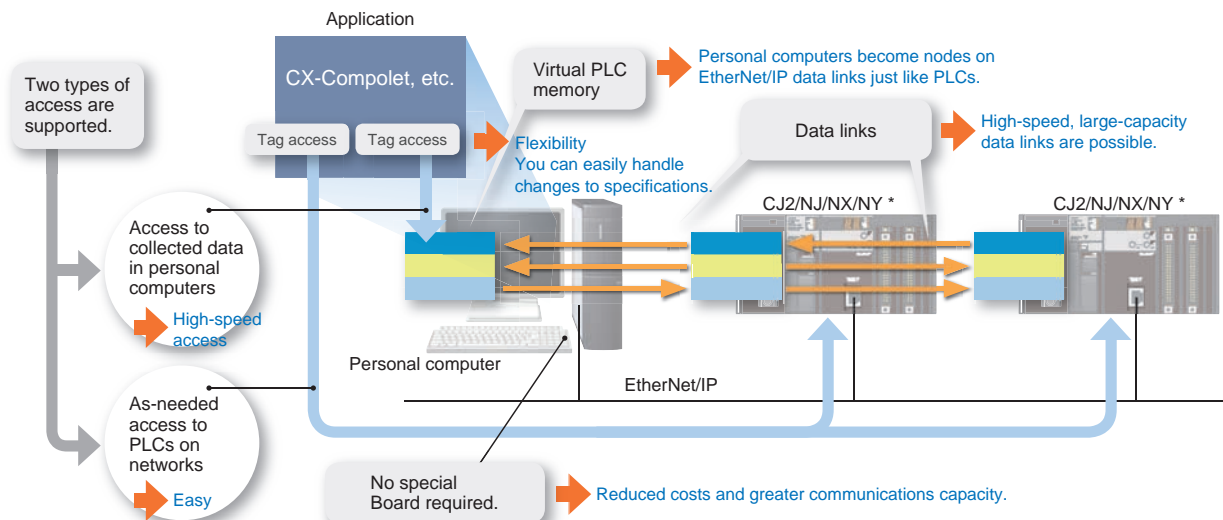 Application
CX-Compolet, etc.
Tag access
Tag access
Two types of
access are
supported.
Virtual PLC
memory
Personal computers become nodes on
EtherNet/IP data links just like PLCs.
Flexibility
You can easily handle
changes to specifications.
Data links
High-speed, large-capacity
data links are possible.
CJ2/NJ/NX/NY *
CJ2/NJ/NX/NY *
Access to
collected data
in personal
computers
High-speed
access
Personal computer
EtherNet/IP
As-needed
access to
PLCs on
networks
Easy
No special
Board required.
Reduced costs and greater communications capacity.